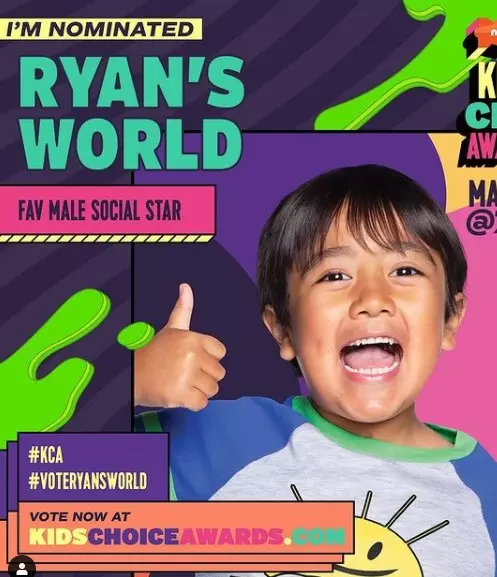 I'M NOMINATED
RYAN'S
WORLD
FAV MALE SOCIAL STAR
#KCA
#VOTERYANSWORLD
VOTE NOW AT
KIDSCHOICEAWARDS.COM